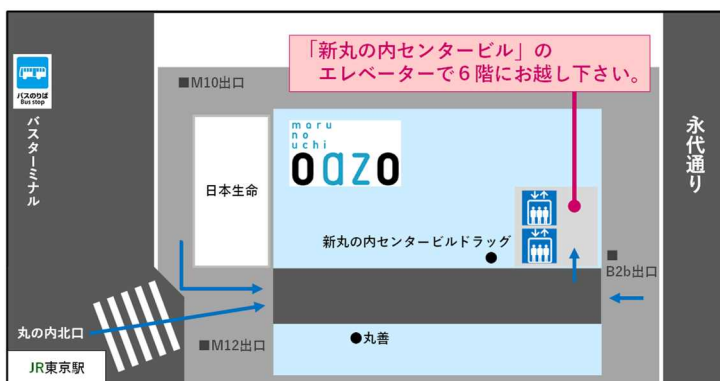 「新丸の内センタービル」の
エレベーターで6階にお越し下さい。
バスのりば
Bus stop
バスターミナル
■M10出口
maru
no
uchi
oazo
日本生命
永代通り
新丸の内センタービルドラッグ
■
B2b出口
丸の内北口
■M12出口
●丸善
JR東京駅